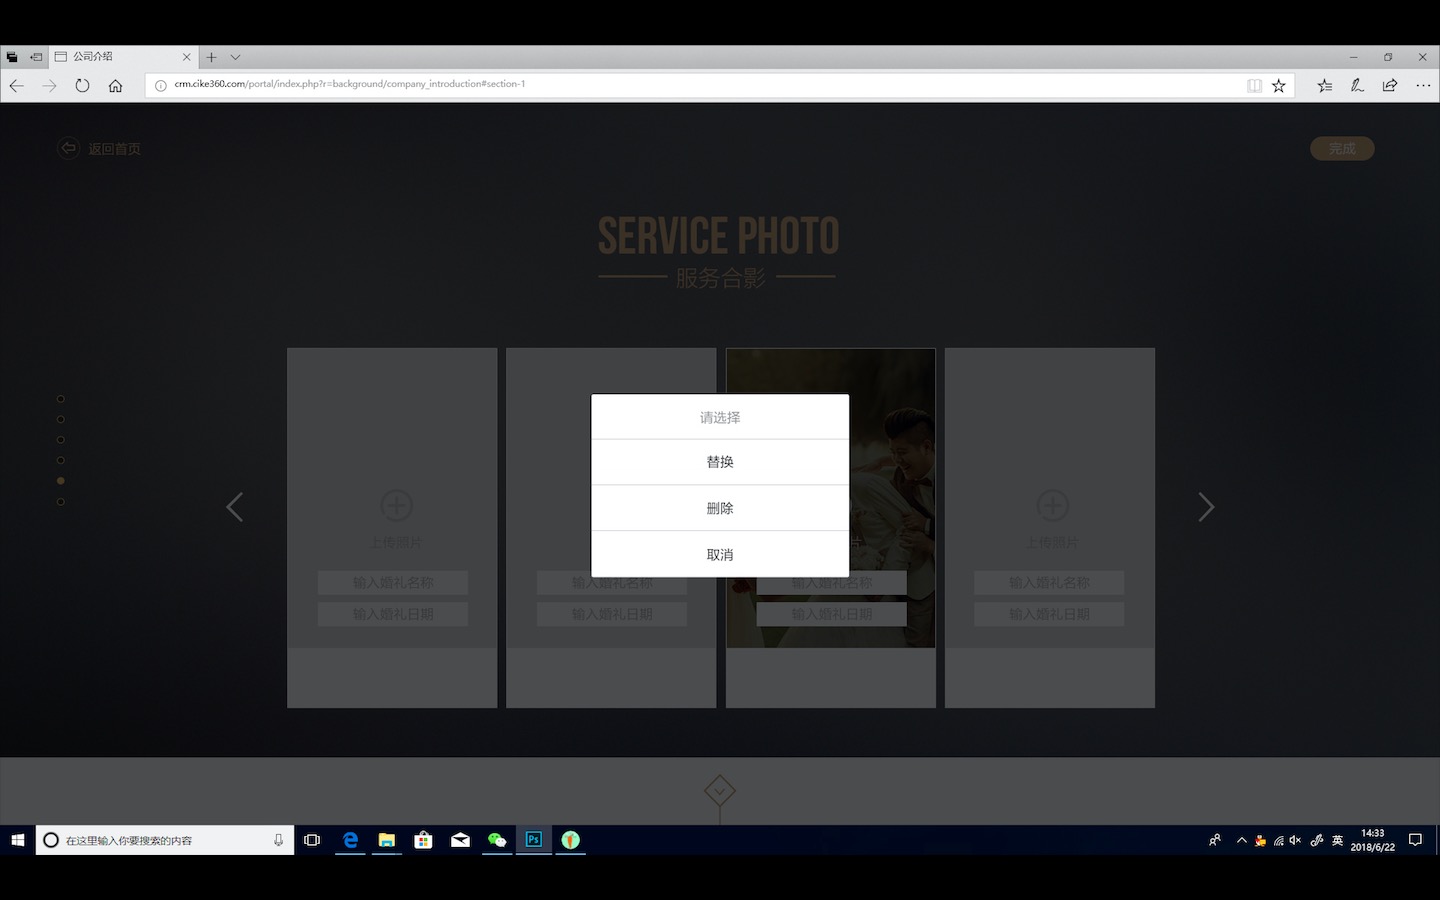 公司介绍
crm.cike360.com/portal/index.php?r=background/company_introduction#section-1
返回首页
完成
SERVICE PHOTO
服务合影
请选择
替换
删除
取消
上传照片
片
上传照片
输入婚礼名称
输入婚礼名称
输入婚礼名称
输入婚礼名称
输入婚礼日期
输入婚礼日期
输入婚礼日期
输入婚礼日期
在这里输入你要搜索的内容
Ps
英
14:33
2018/6/22